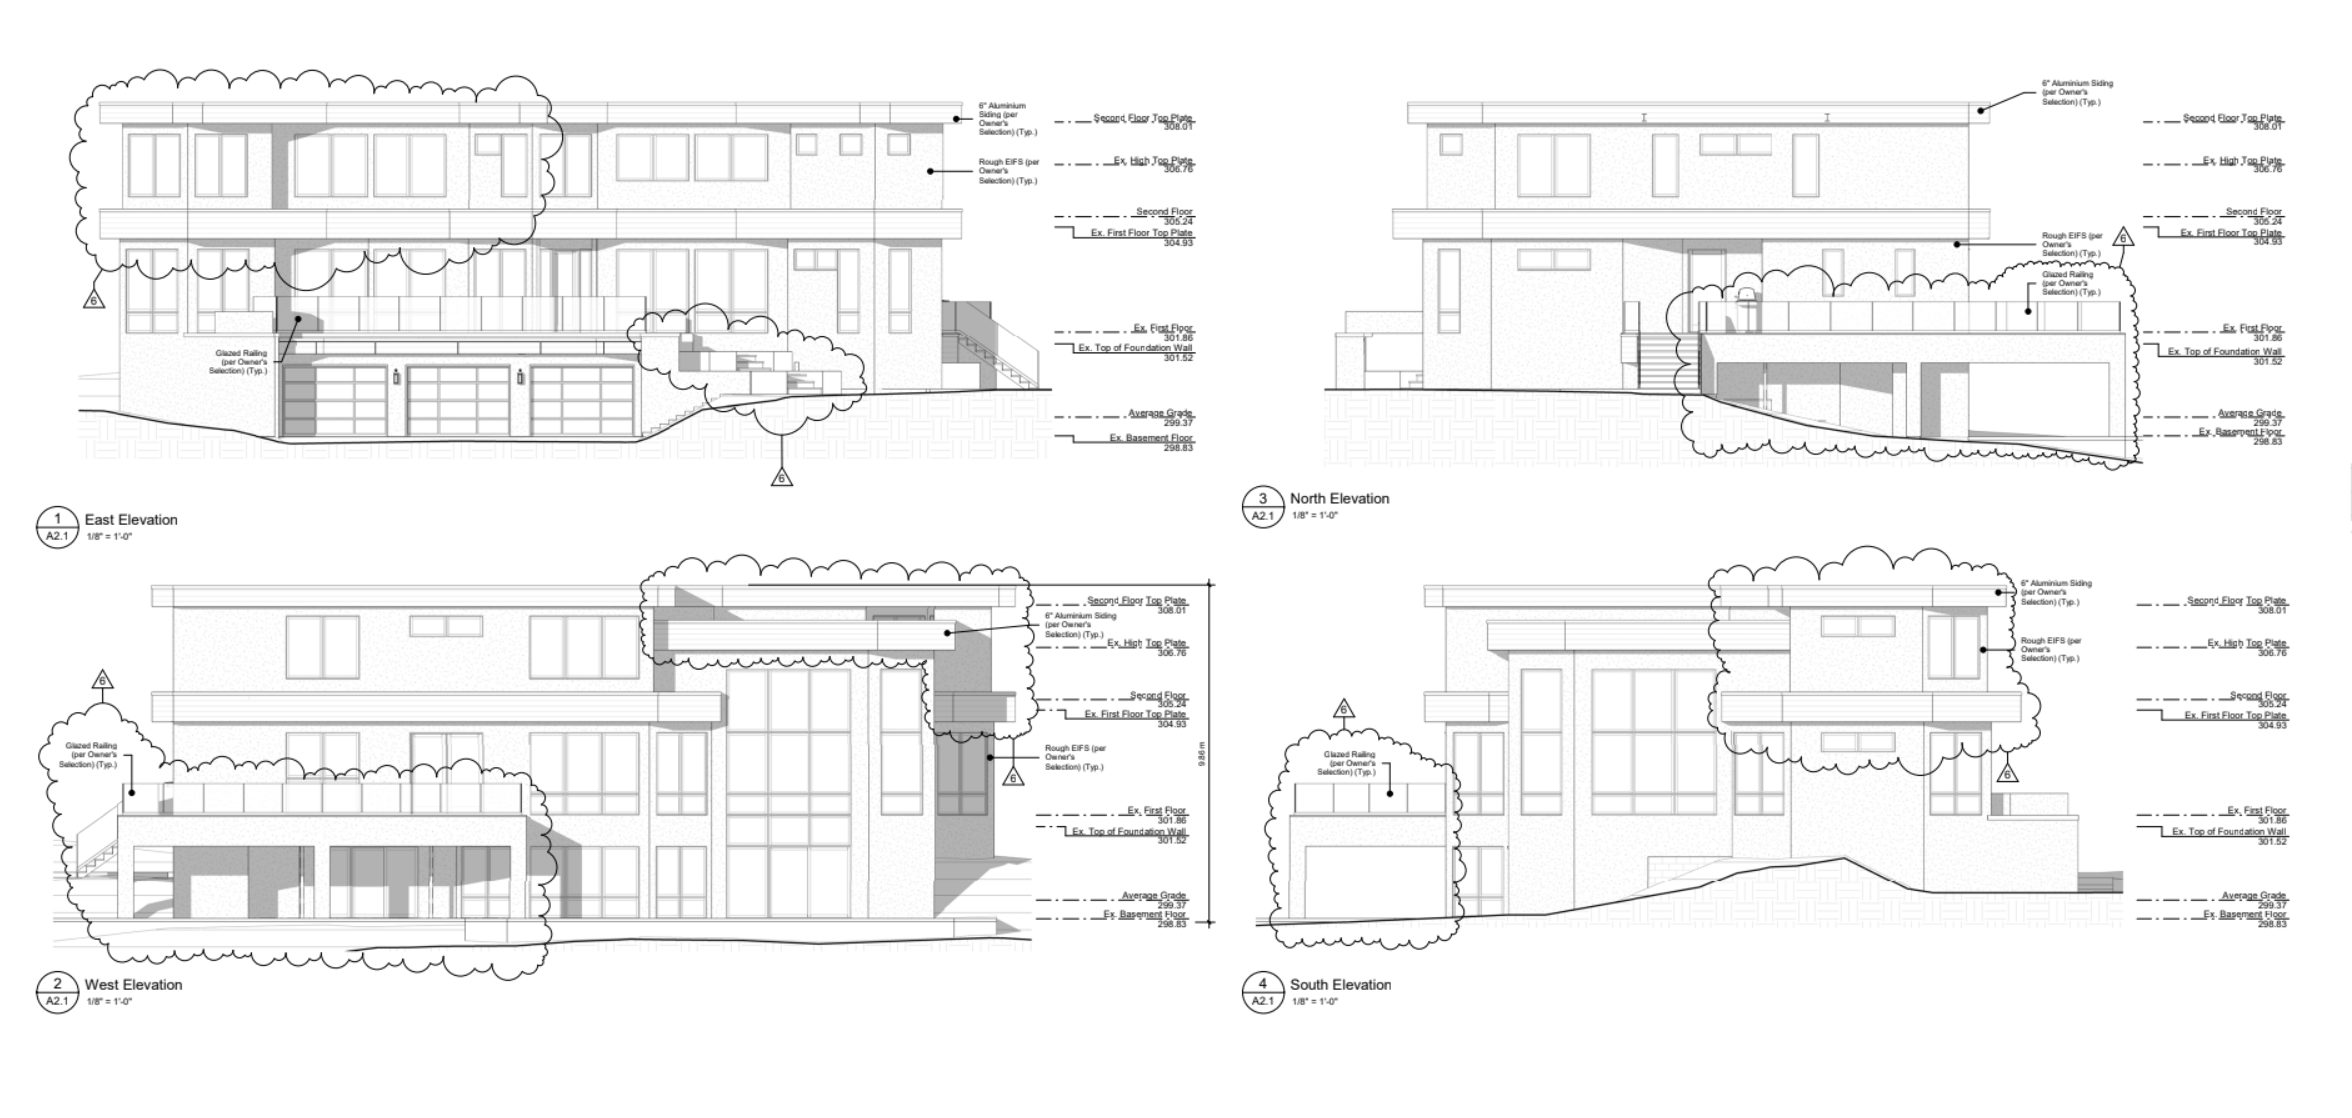 6" Aluminium
Siding (per
Owner's
Selection) (Typ.)
Rough EIFS (per
Owner's
Selection) (Typ.)
Second Floor Top Plate
308.01
Ex. High Top Plate
306.76
Second Floor
305.24
Ex. First Floor Top Plate
304.93
Ex. First Floor
301.86
Ex. Top of Foundation Wall
301.52
Average Grade
299.37
Ex. Basement Floor
298.83
6
Glazed Railing
(per Owner's
Selection) (Typ.)
6
1
A2.1
East Elevation
1/8" = 1'-0"
6" Aluminium Siding
(per Owner's
Selection) (Typ.)
Second Floor Top Plate
308.01
Ex. High Top Plate
306.76
Second Floor
305.24
Ex. First Floor Top Plate
304.93
Rough EIFS (per
Owner's
Selection) (Typ.)
6
Glazed Railing
(per Owner's
Selection) (Typ.)
Ex. First Floor
301.86
Ex. Top of Foundation Wall
301.52
Average Grade
299.37
Ex. Basement Floor
298.83
3
A2.1
North Elevation
1/8" = 1'-0"
Second Floor Top Plate
308.01
6" Aluminium Siding
(per Owner's
Selection) (Typ.)
Ex. High Top Plate
306.76
Second Floor
305.24
Ex. First Floor Top Plate
304.93
6
Glazed Railing
(per Owner's
Selection) (Typ.)
Rough EIFS (per
Owner's
Selection) (Typ.)
6
9.86 m
Ex. First Floor
301.86
Ex. Top of Foundation Wall
301.52
Average Grade
299.37
Ex. Basement Floor
298.83
2
A2.1
West Elevation
1/8" = 1'-0"
6" Aluminium Siding
(per Owner's
Selection) (Typ.)
Second Floor Top Plate
308.01
Rough EIFS (per
Owner's
Selection) (Typ.)
Ex. High Top Plate
306.76
Second Floor
305.24
Ex. First Floor Top Plate
304.93
6
Glazed Railing
(per Owner's
Selection) (Typ.)
6
Ex. First Floor
301.86
Ex. Top of Foundation Wall
301.52
Average Grade
299.37
Ex. Basement Floor
298.83
4
A2.1
South Elevation
1/8" = 1'-0"